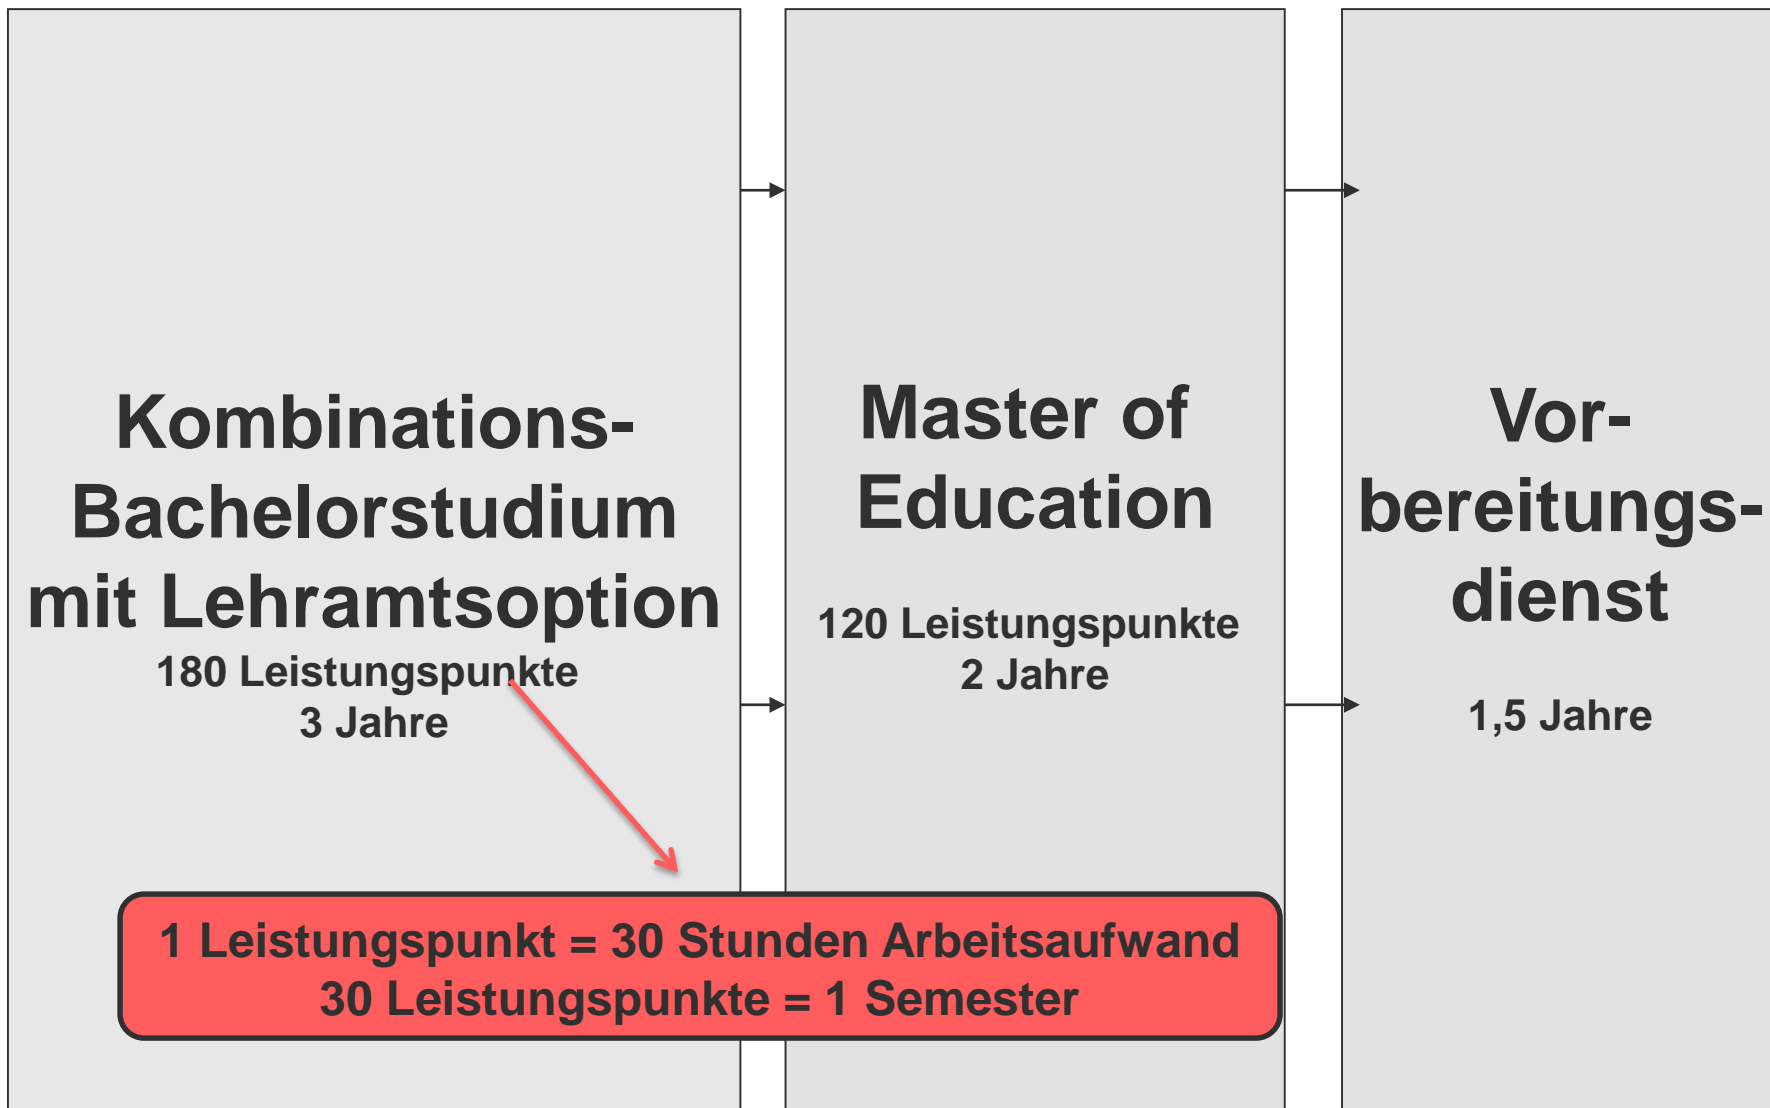 Kombinations-
Bachelorstudium
mit Lehramtsoption
180 Leistungspunkte
3 Jahre
Master of
Education
120 Leistungspunkte
2 Jahre
Vor-
bereitungs-
dienst
1,5 Jahre
1 Leistungspunkt = 30 Stunden Arbeitsaufwand
30 Leistungspunkte = 1 Semester